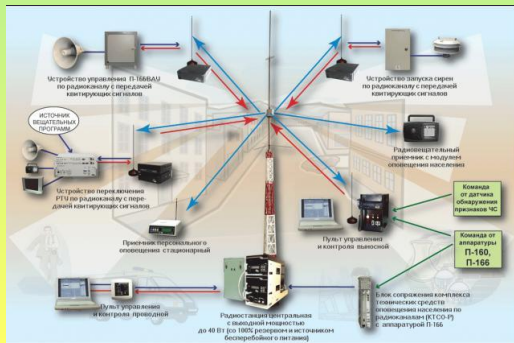 Устройство управления П-166ВАУ
по радиоканалу с передачей
квитирующих сигналов
Устройство запуска сирен
по радиоканалу с передачей
квитирующих сигналов
ИСТОЧНИК
ВЕЩАТЕЛЬНЫХ
ПРОГРАММ
Радиовещательный
приемник с модулем
оповещения населения
Устройство переключения
РТУ по радиоканалу с пере-
дачей квитирующих сигналов
Команда
от датчика
обнаружения
признаков ЧС
Приемник персонального
оповещения стационарный
Пульт управления
и контроля выносной
Команда от
аппаратуры
П-160,
П-166
Пульт управления
и контроля проводной
Радиостанция центральная
с выходной мощностью
до 40 Вт (со 100% резервом и источником
бесперебойного питания)
Блок сопряжения комплекса
технических средств
оповещения населения по
радиоканалам (КТСО-Р)
с аппаратурой П-166